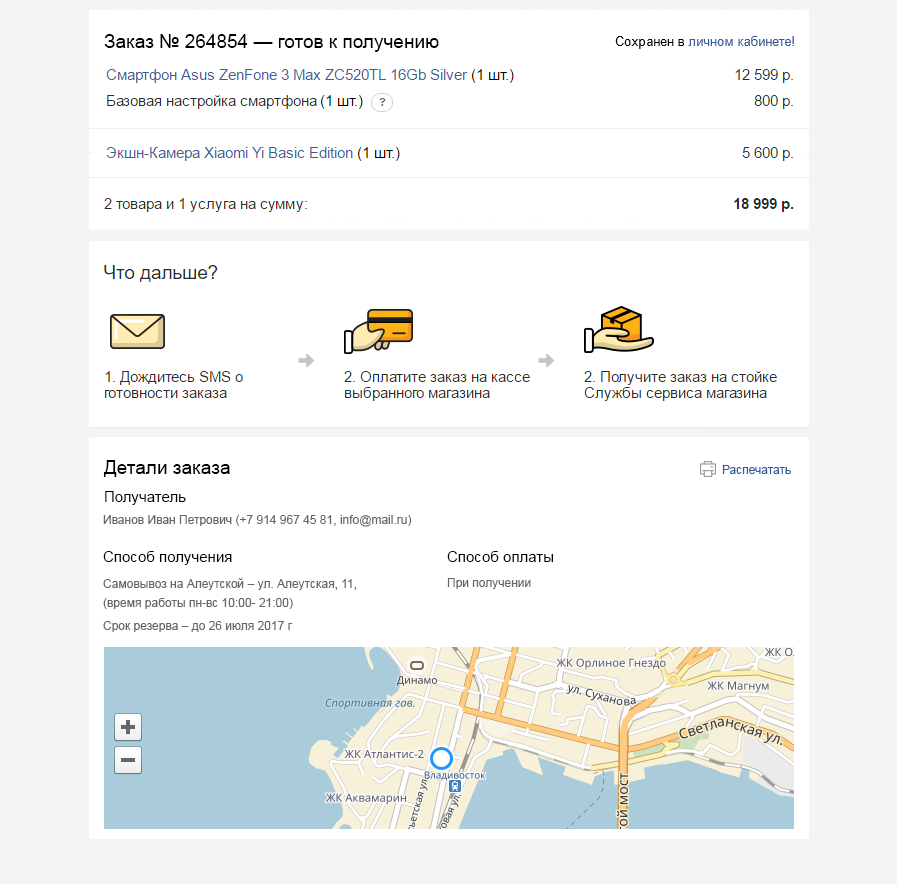 Заказ № 264854 — готов к получению
Сохранен в личном кабинете!
Смартфон Asus ZenFone 3 Max ZC520TL 16Gb Silver (1 шт.) 12 599 р.
Базовая настройка смартфона (1 шт.) ? 800 р.
Экшн-Камера Xiaomi Yi Basic Edition (1 шт.) 5 600 р.
2 товара и 1 услуга на сумму: 18 999 р.
Что дальше?
1. Дождитесь SMS о
готовности заказа
2. Оплатите заказ на кассе
выбранного магазина
2. Получите заказ на стойке
Службы сервиса магазина
Детали заказа
Распечатать
Получатель
Иванов Иван Петрович (+7 914 967 45 81, info@mail.ru)
Способ получения
Самовывоз на Алеутской – ул. Алеутская, 11,
(время работы пн-вс 10:00- 21:00)
Срок резерва – до 26 июля 2017 г
Способ оплаты
При получении
ЖК О.
ЖК Орлиное Гнездо
Динамо
ЖК Магнум
ул. Суханова
Спортивная гав.
Светланская ул.
ЖК Атлантис-2
Владивосток
ЖК Аквамарин
ой мост